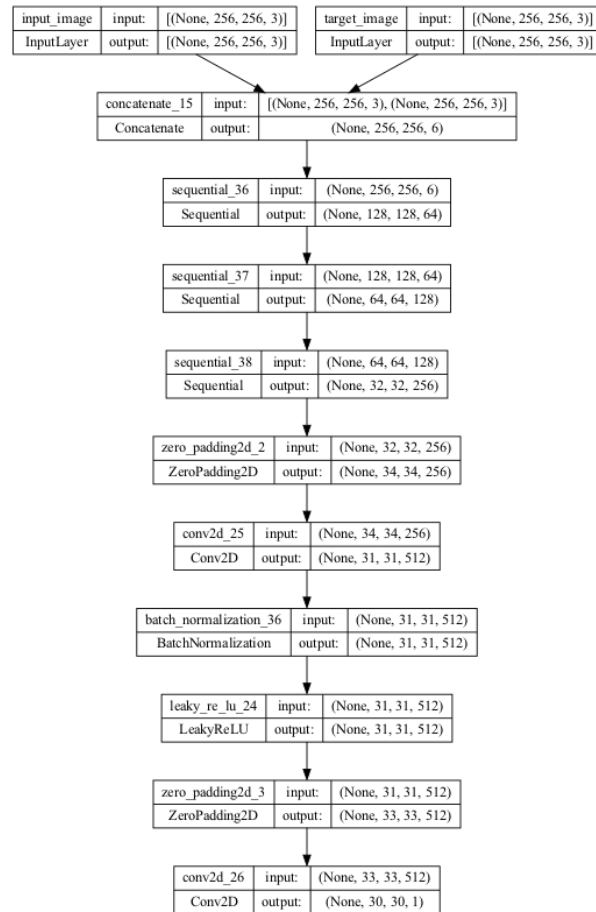 input_image input: [(None, 256, 256, 3)]
InputLayer output: [(None, 256, 256, 3)]
target_image input: [(None, 256, 256, 3)]
InputLayer output: [(None, 256, 256, 3)]
concatenate_15 input: [(None, 256, 256, 3), (None, 256, 256, 3)]
Concatenate output: (None, 256, 256, 6)
sequential_36 input: (None, 256, 256, 6)
Sequential output: (None, 128, 128, 64)
sequential_37 input: (None, 128, 128, 64)
Sequential output: (None, 64, 64, 128)
sequential_38 input: (None, 64, 64, 128)
Sequential output: (None, 32, 32, 256)
zero_padding2d_2 input: (None, 32, 32, 256)
ZeroPadding2D output: (None, 34, 34, 256)
conv2d_25 input: (None, 34, 34, 256)
Conv2D output: (None, 31, 31, 512)
batch_normalization_36 input: (None, 31, 31, 512)
BatchNormalization output: (None, 31, 31, 512)
leaky_re_lu_24 input: (None, 31, 31, 512)
LeakyReLU output: (None, 31, 31, 512)
zero_padding2d_3 input: (None, 31, 31, 512)
ZeroPadding2D output: (None, 33, 33, 512)
conv2d_26 input: (None, 33, 33, 512)
Conv2D output: (None, 30, 30, 1)